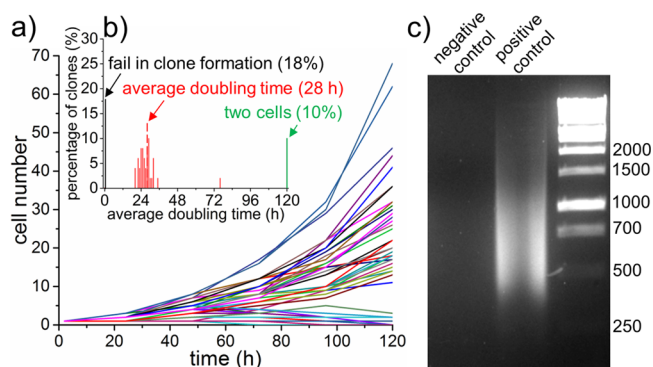 a)
b)
c)
percentage of clones (%)
30
25
20
15
10
5
0
fail in clone formation (18%)
average doubling time (28 h)
two cells (10%)
0 24 48 72 96 120
average doubling time (h)
cell number
70
60
50
40
30
20
10
0
0 20 40 60 80 100 120
time (h)
negative
control
positive
control
2000
1500
1000
700
500
250